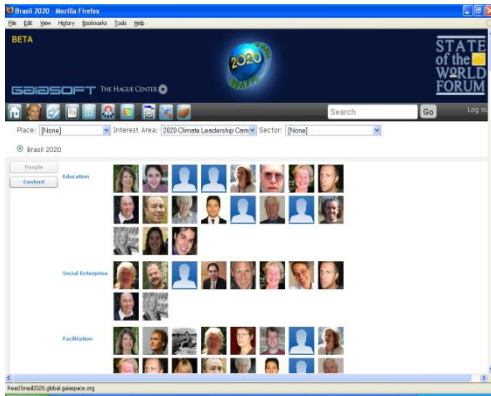 Brasil 2020 - Mozilla Firefox
File Edit View History Bookmarks Tools Help
BETA
2020
STATE
of the
WORLD
FORUM
GAIASOFT THE HAGUE CENTER
Search Go Log ou
Place: [None] Interest Area: 2020 Climate Leadership Cam Sector: [None]
Brasil 2020
People
Content
Education
Social Enterprise
Facilitation
Read brasil2020.global.gaiaspace.org